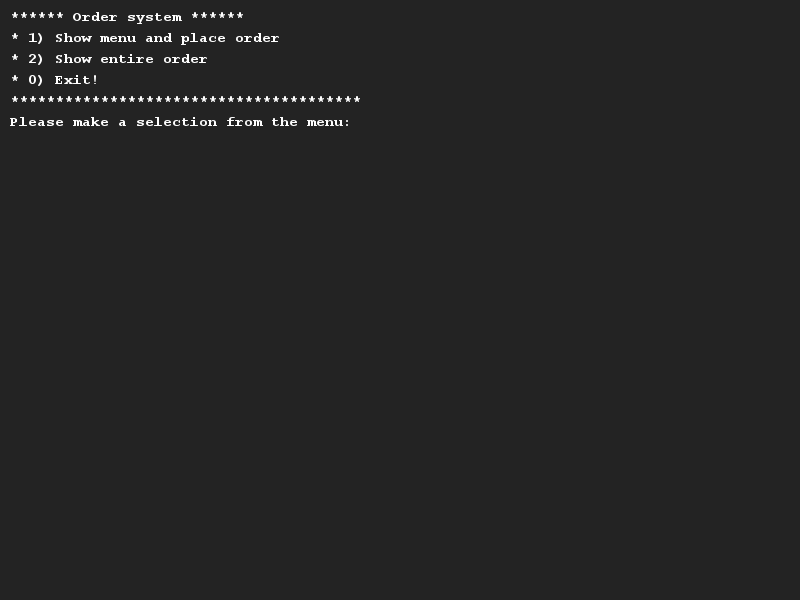 ****** Order system ******
* 1) Show menu and place order
* 2) Show entire order
* 0) Exit!
***************************************
Please make a selection from the menu: